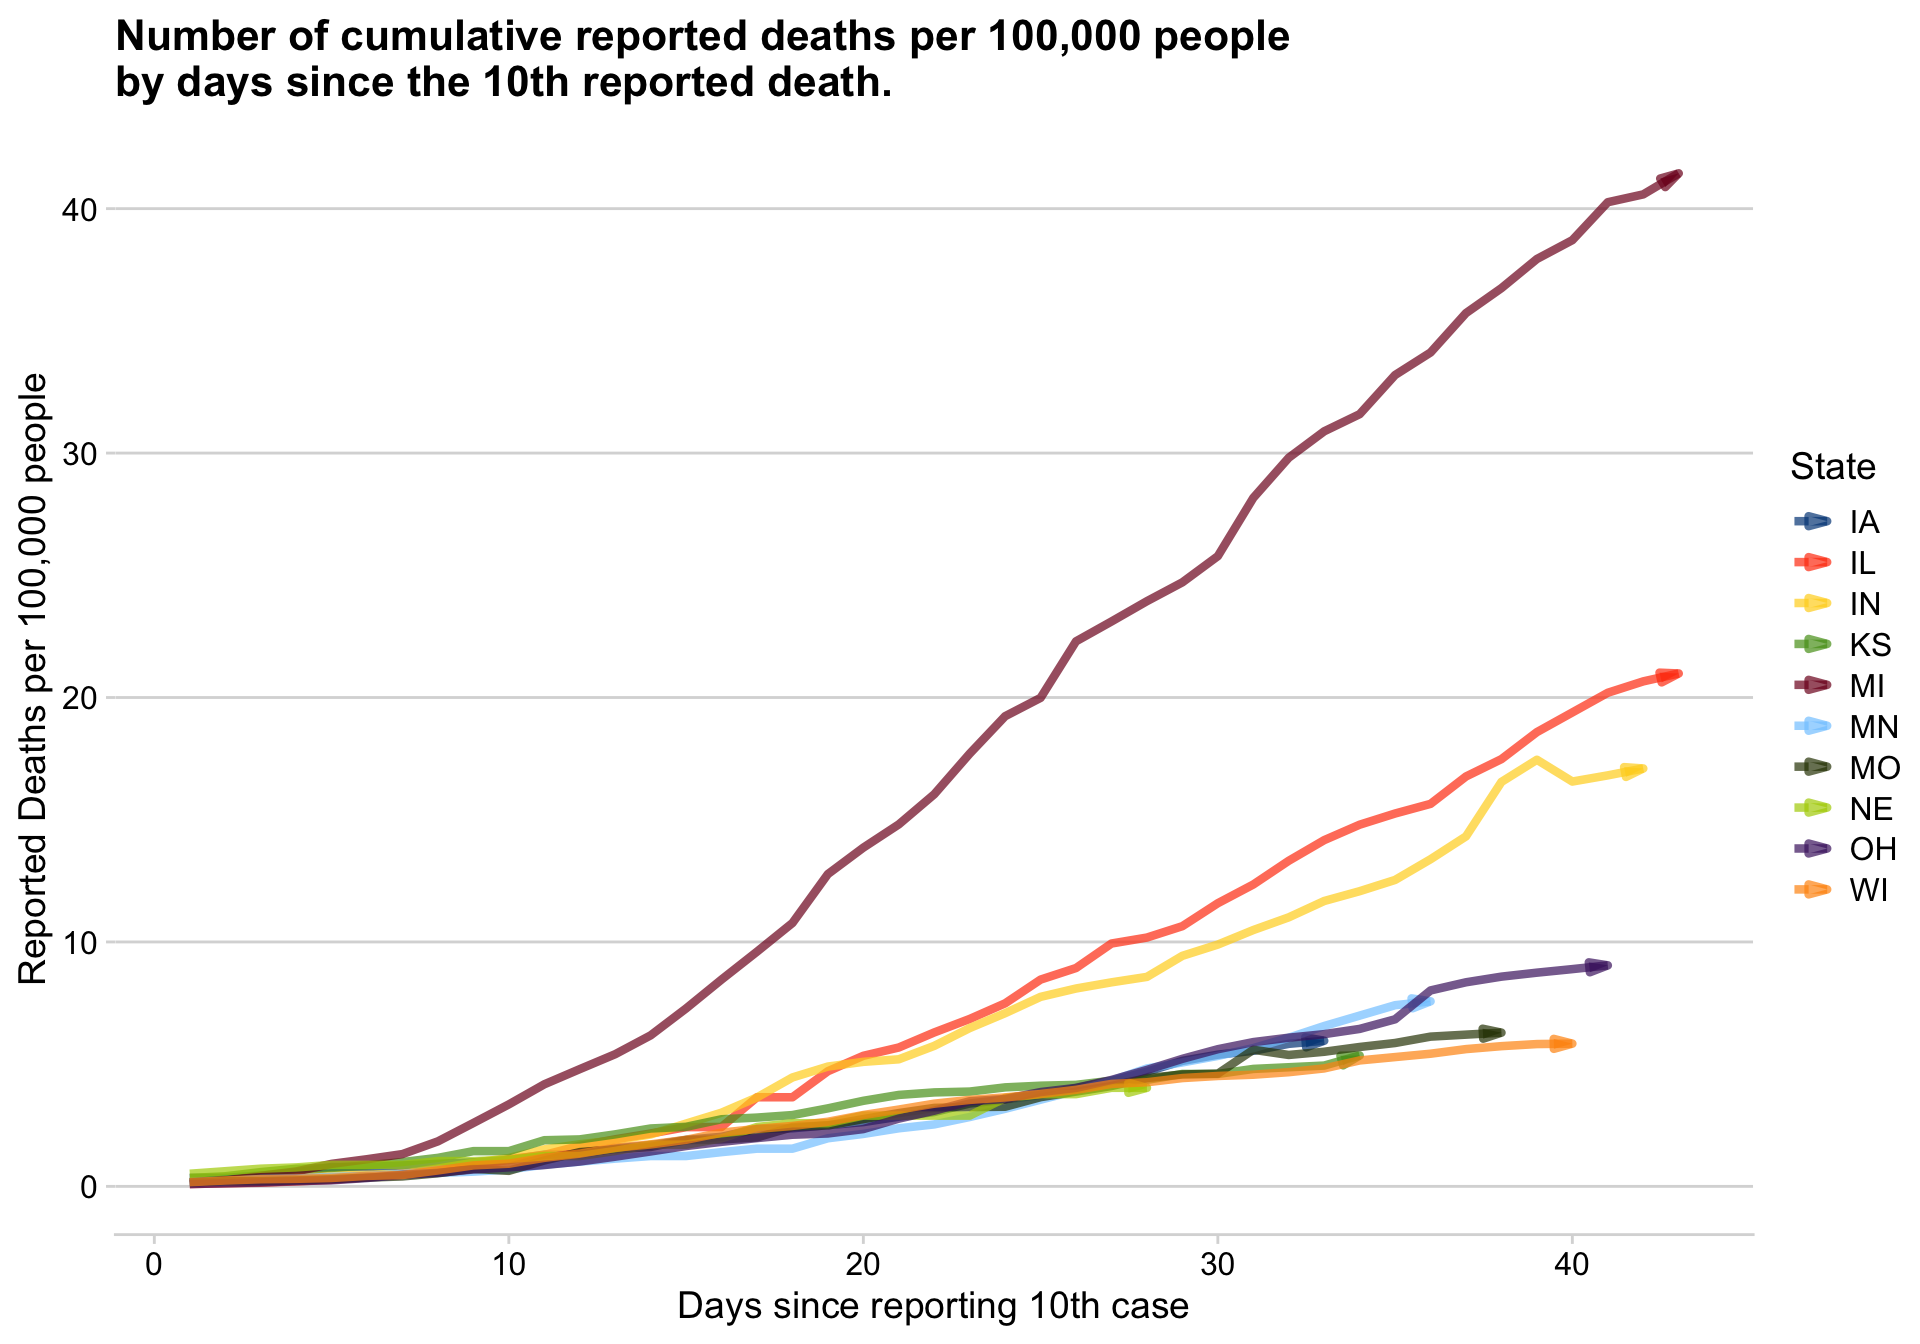 Number of cumulative reported deaths per 100,000 people
by days since the 10th reported death.
Reported Deaths per 100,000 people
40
30
20
10
0
0
10
20
30
40
Days since reporting 10th case
State
IA
IL
IN
KS
MI
MN
MO
NE
OH
WI